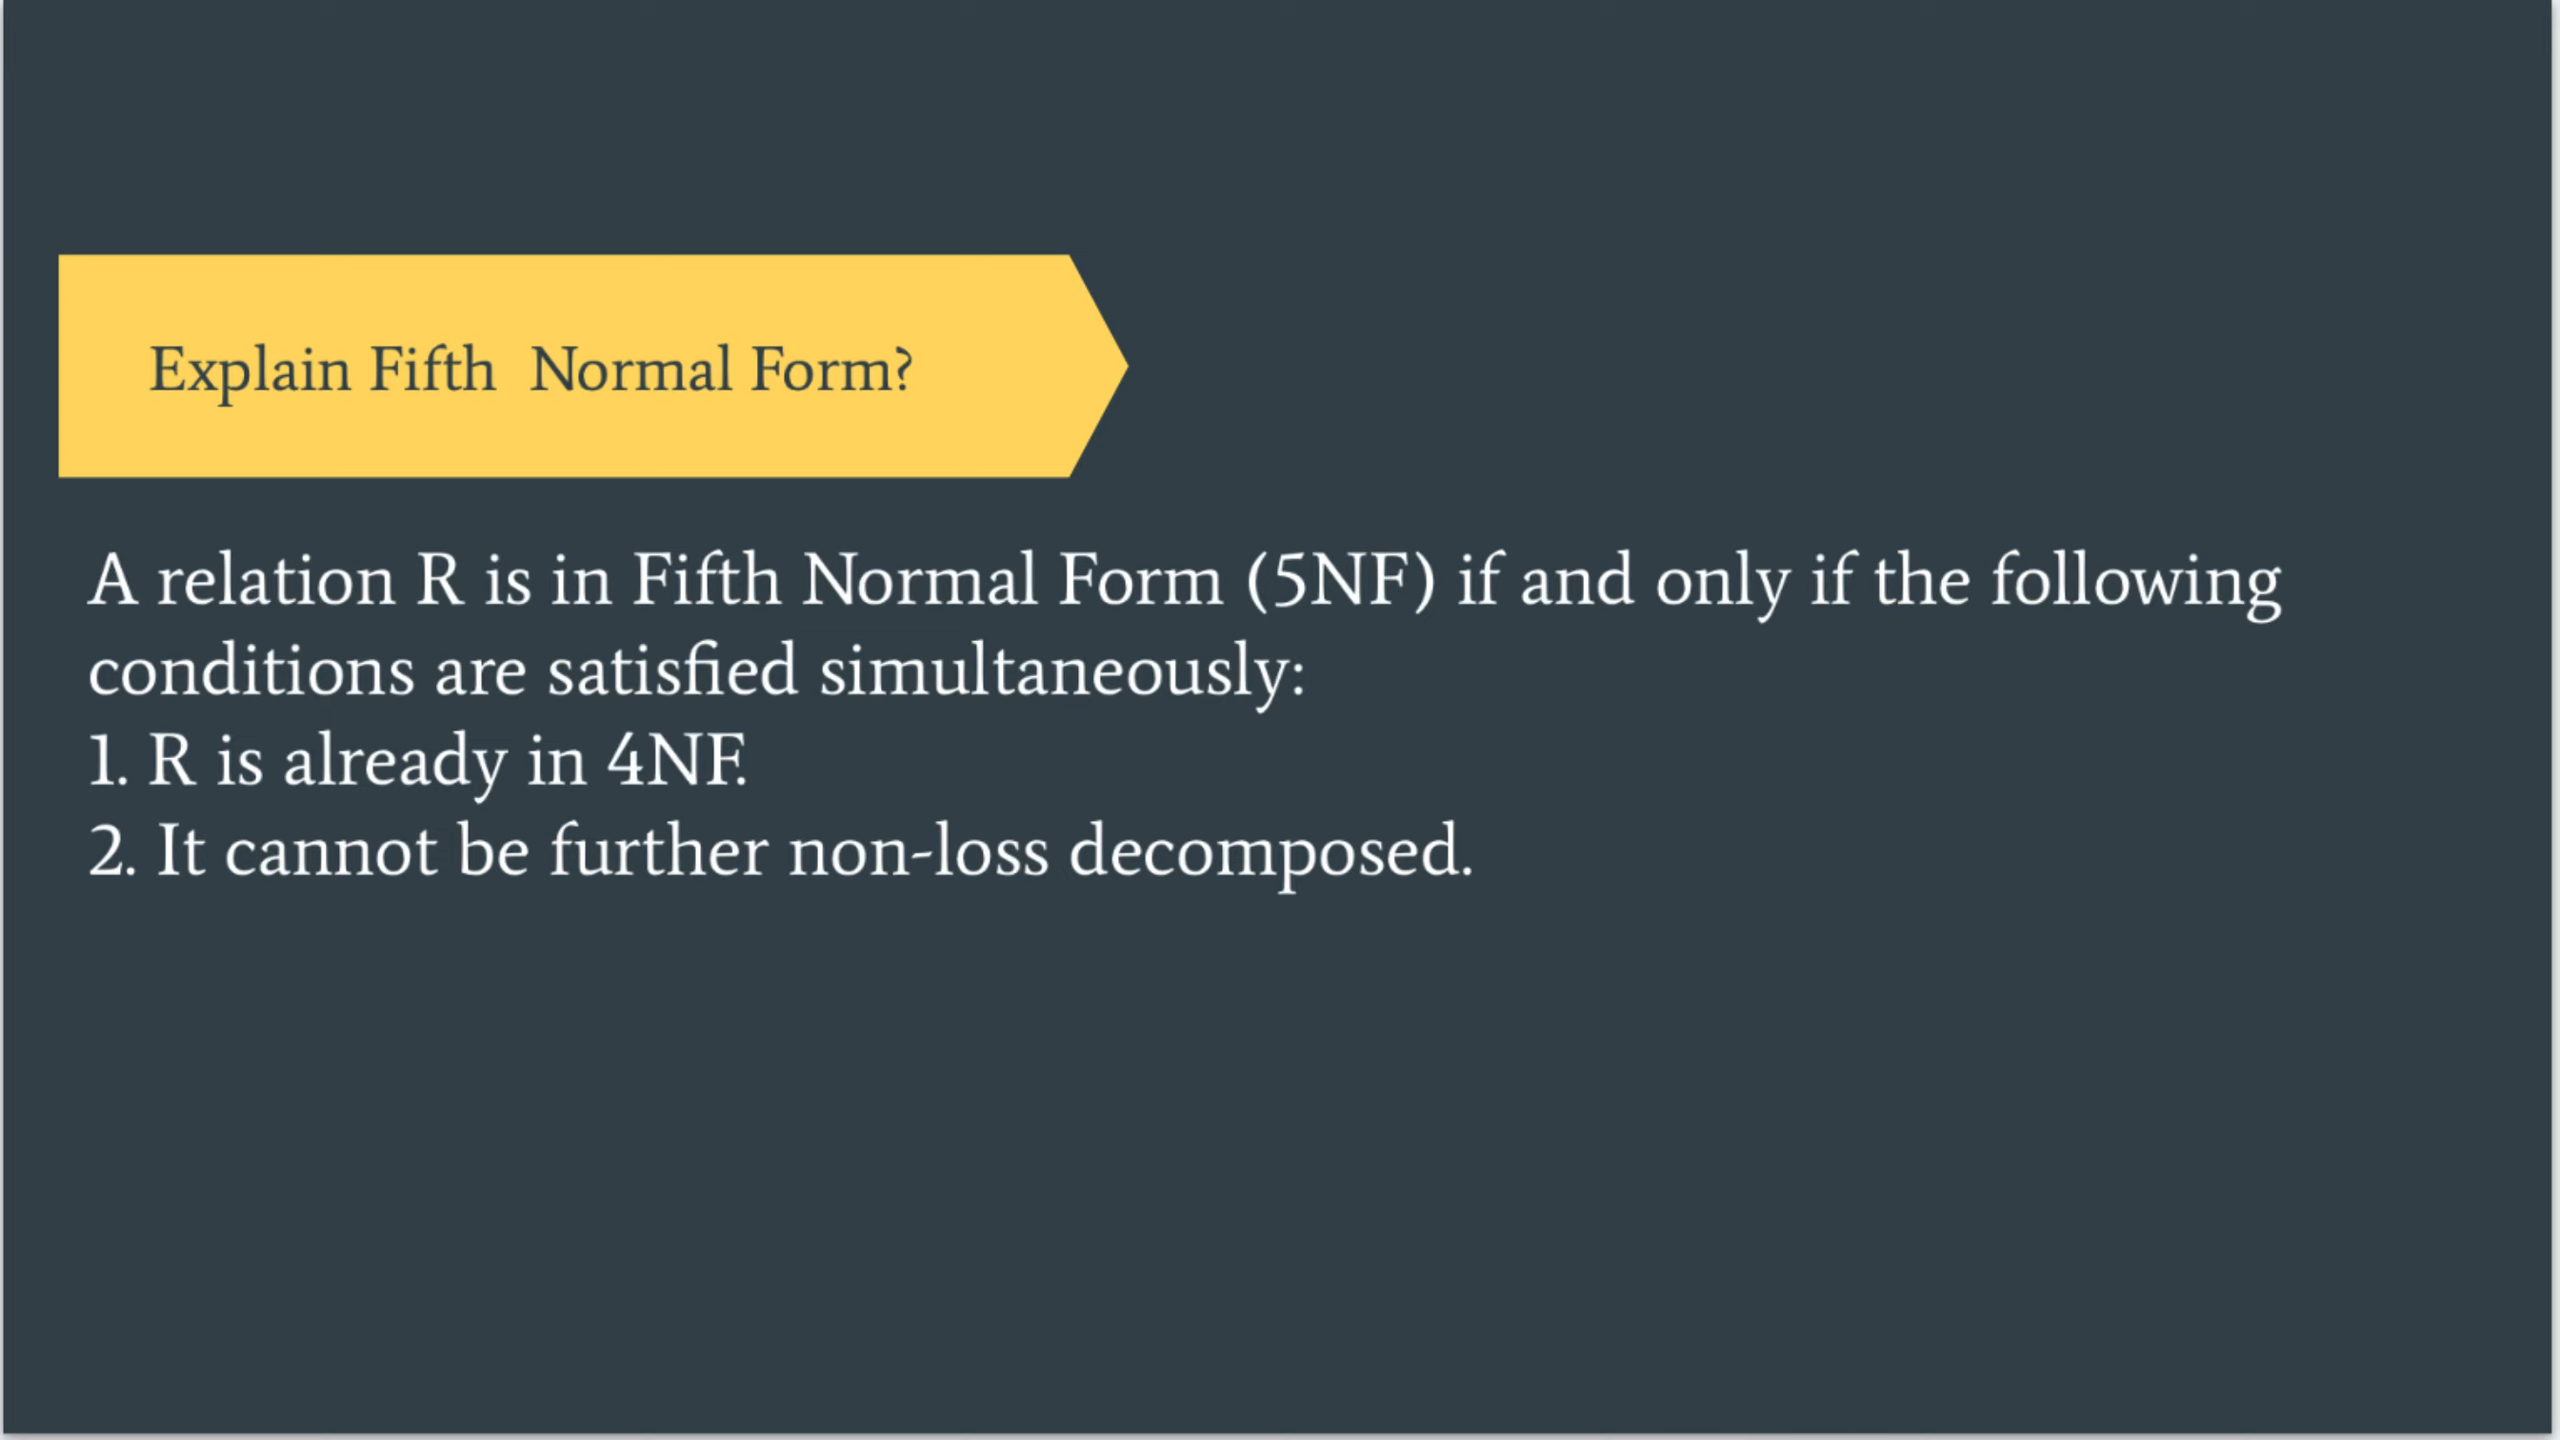 Explain Fifth  Normal Form?
A relation R is in Fifth Normal Form (5NF) if and only if the following
conditions are satisfied simultaneously:
1. R is already in 4NF.
2. It cannot be further non-loss decomposed.